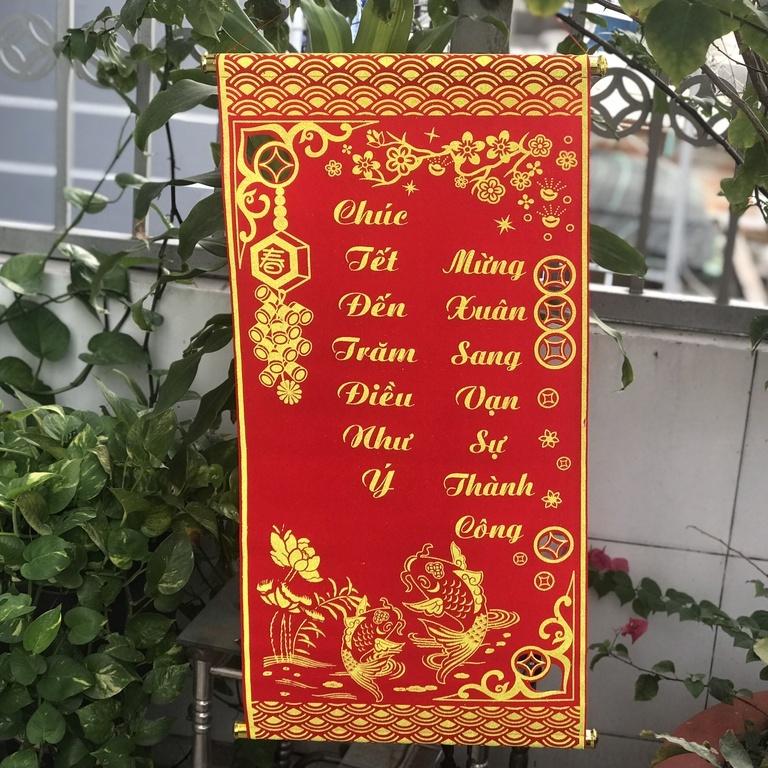 春
Chúc
Tết
Đến
Trăm
Điều
Như
Ý
Mừng
Xuân
Sang
Vạn
Sự
Thành
Công